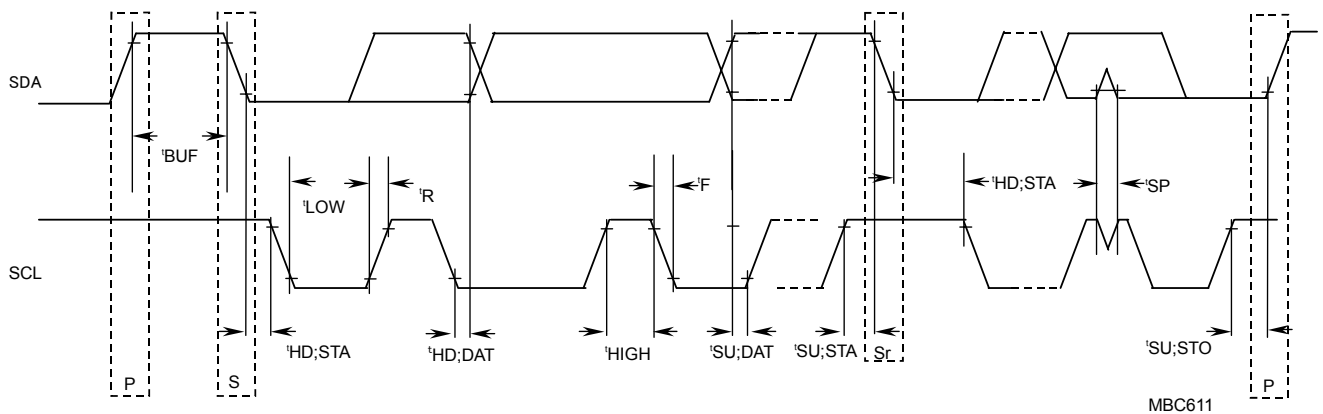 SDA
tBUF
tLOW
tR
tF
tHD;STA
tSP
SCL
tHD;STA
tHD;DAT
tHIGH
tSU;DAT
tSU;STA
Sr
tSU;STO
P
S
P
MBC611